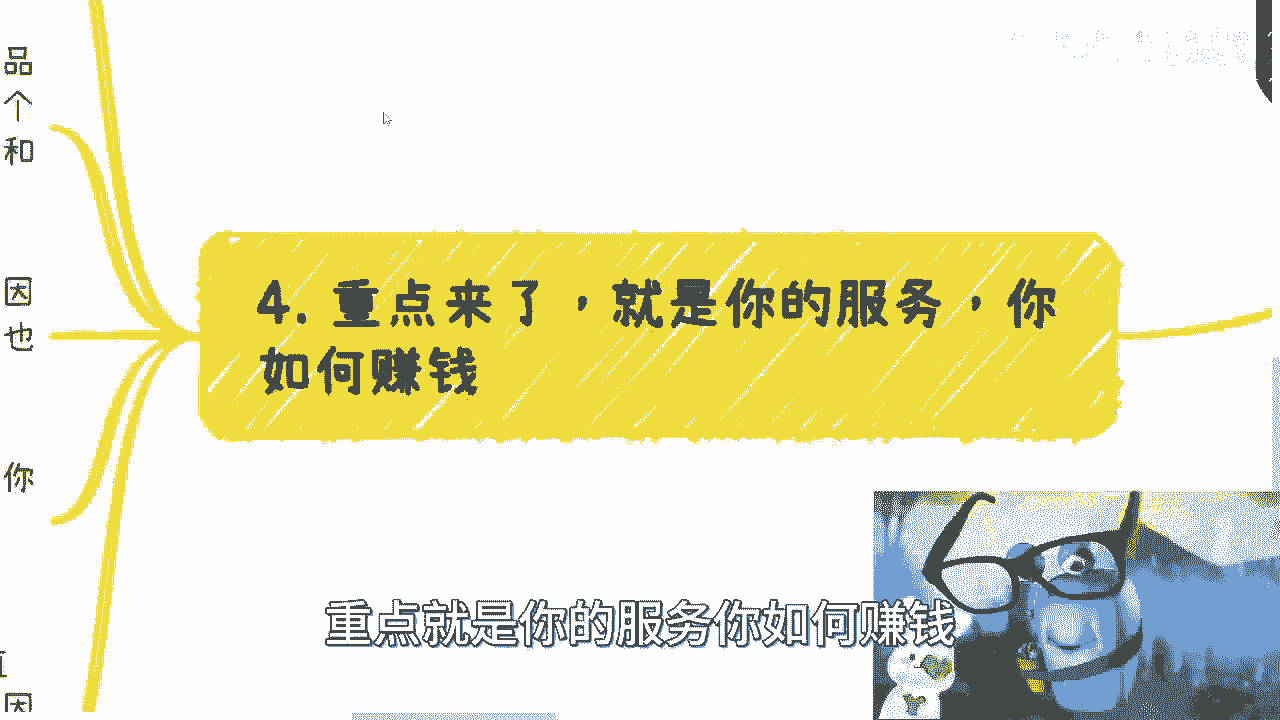 品
个
和
因
也
你
因
4. 重点来了，就是你的服务，你
如何赚钱
重点就是你的服务你如何赚钱